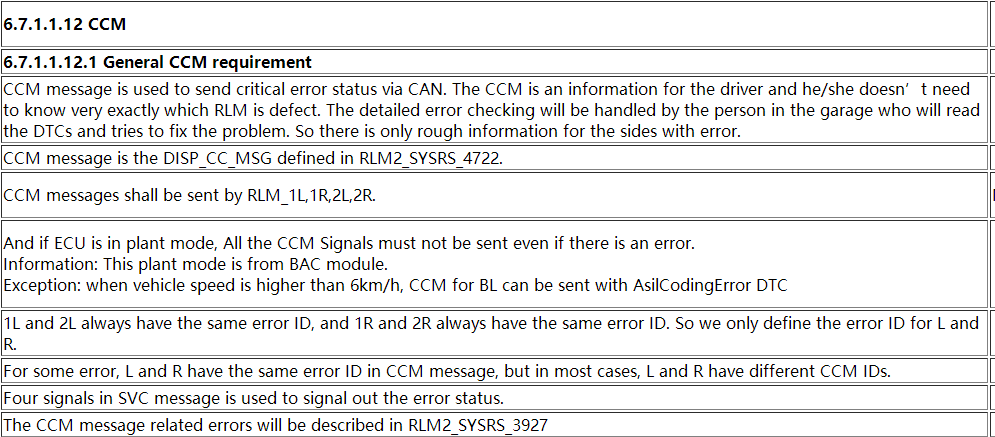 6.7.1.1.12 CCM
6.7.1.1.12.1 General CCM requirement
CCM message is used to send critical error status via CAN. The CCM is an information for the driver and he/she doesn’t need
to know very exactly which RLM is defect. The detailed error checking will be handled by the person in the garage who will read
the DTCs and tries to fix the problem. So there is only rough information for the sides with error.
CCM message is the DISP_CC_MSG defined in RLM2_SYSRS_4722.
CCM messages shall be sent by RLM_1L,1R,2L,2R.
And if ECU is in plant mode, All the CCM Signals must not be sent even if there is an error.
Information: This plant mode is from BAC module.
Exception: when vehicle speed is higher than 6km/h, CCM for BL can be sent with AsilCodingError DTC
1L and 2L always have the same error ID, and 1R and 2R always have the same error ID. So we only define the error ID for L and
R.
For some error, L and R have the same error ID in CCM message, but in most cases, L and R have different CCM IDs.
Four signals in SVC message is used to signal out the error status.
The CCM message related errors will be described in RLM2_SYSRS_3927